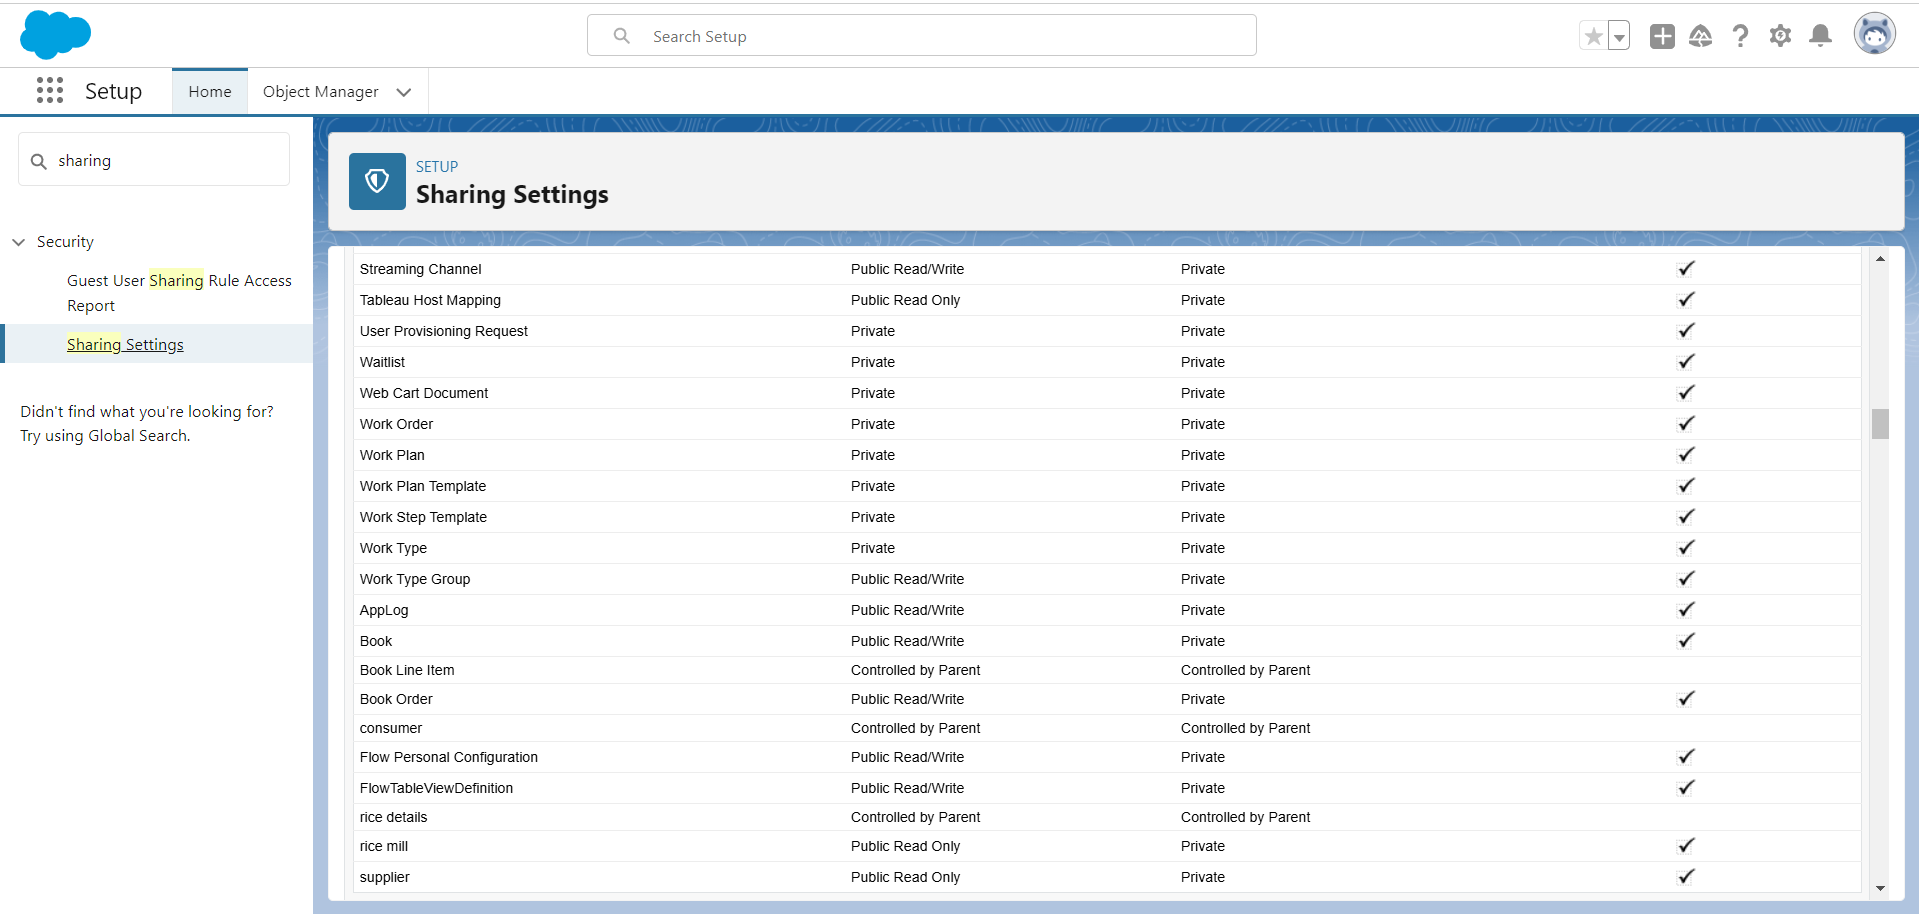 Search Setup
Setup
Home
Object Manager
sharing
Security
Guest User Sharing Rule Access
Report
Sharing Settings
Didn't find what you're looking for?
Try using Global Search.
SETUP
Sharing Settings
Streaming Channel Public Read/Write Private
Tableau Host Mapping Public Read Only Private
User Provisioning Request Private Private
Waitlist Private Private
Web Cart Document Private Private
Work Order Private Private
Work Plan Private Private
Work Plan Template Private Private
Work Step Template Private Private
Work Type Private Private
Work Type Group Public Read/Write Private
AppLog Public Read/Write Private
Book Public Read/Write Private
Book Line Item Controlled by Parent Controlled by Parent
Book Order Public Read/Write Private
consumer Controlled by Parent Controlled by Parent
Flow Personal Configuration Public Read/Write Private
FlowTableViewDefinition Public Read/Write Private
rice details Controlled by Parent Controlled by Parent
rice mill Public Read Only Private
supplier Public Read Only Private